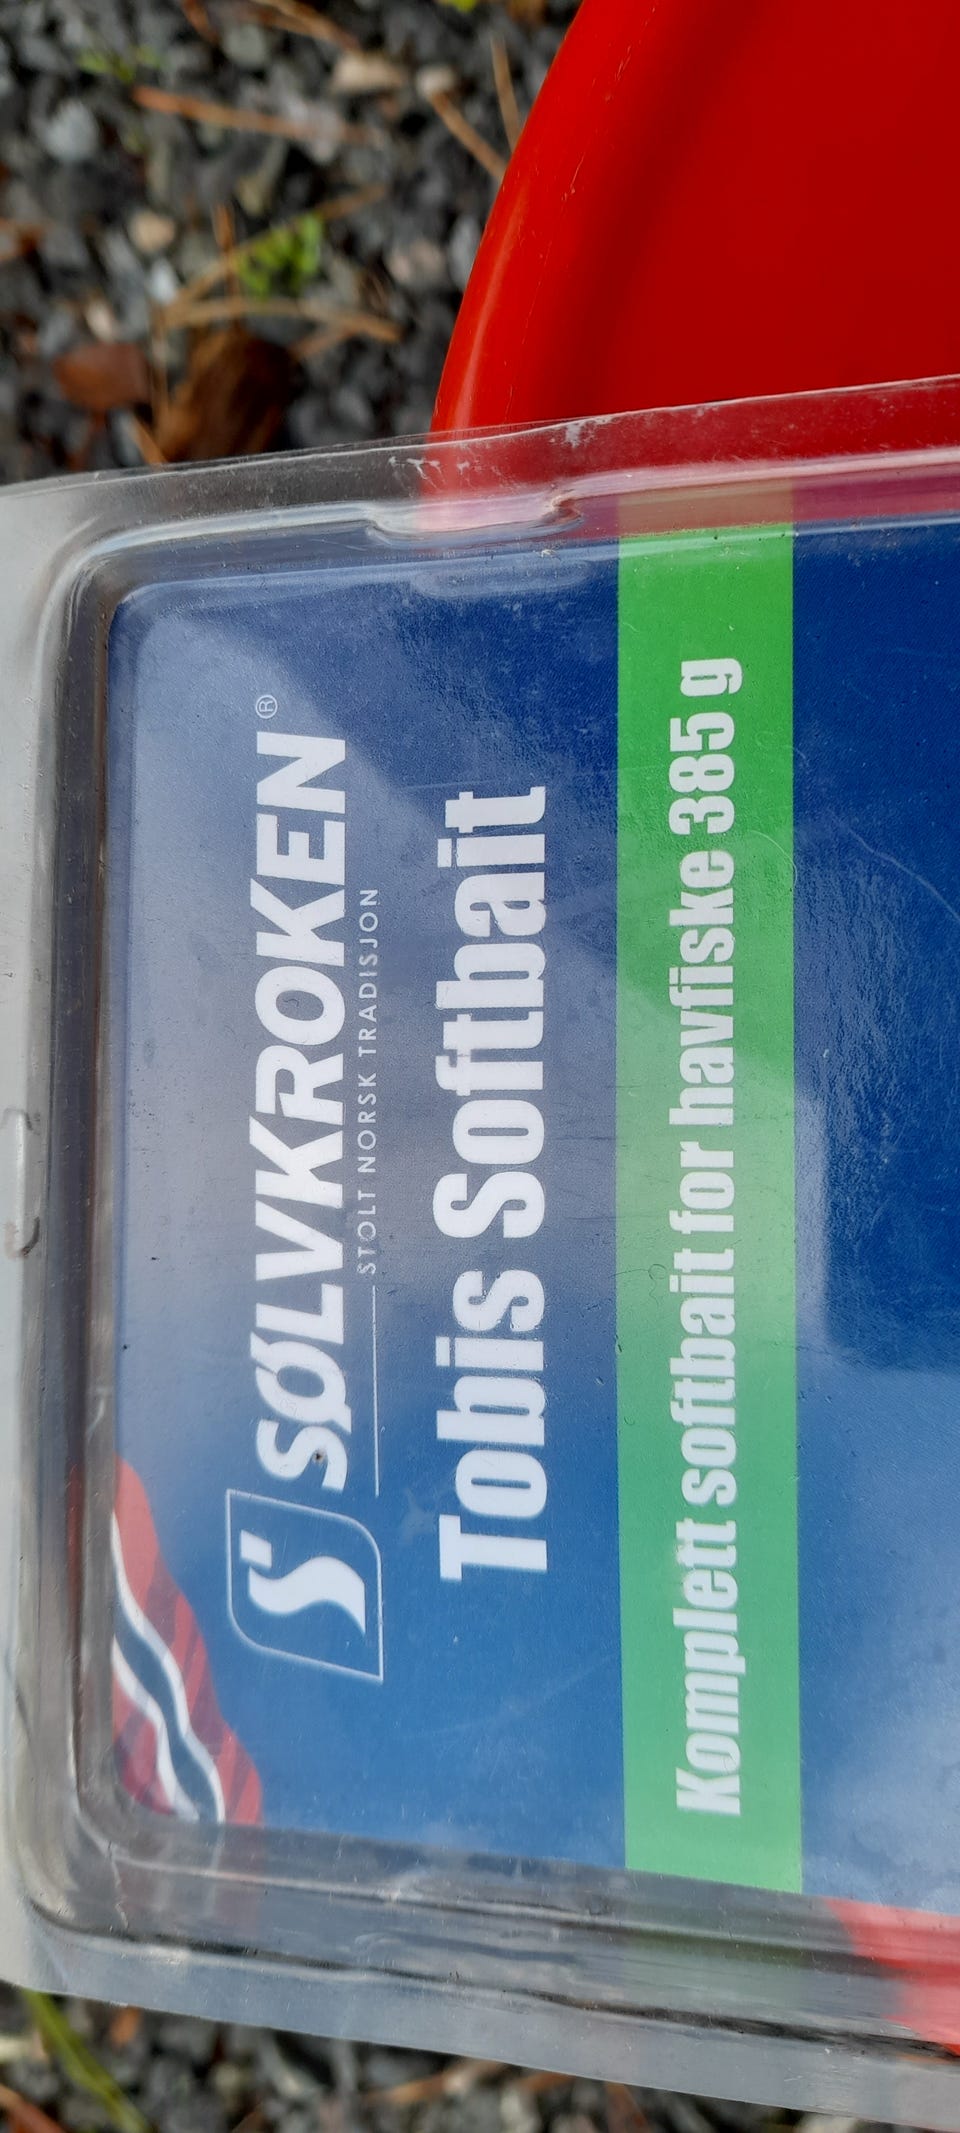 SØLVKROKEN®
STOLT NORSK TRADISJON
Tobis Softbait
Komplett softbait for havfiske 385 g